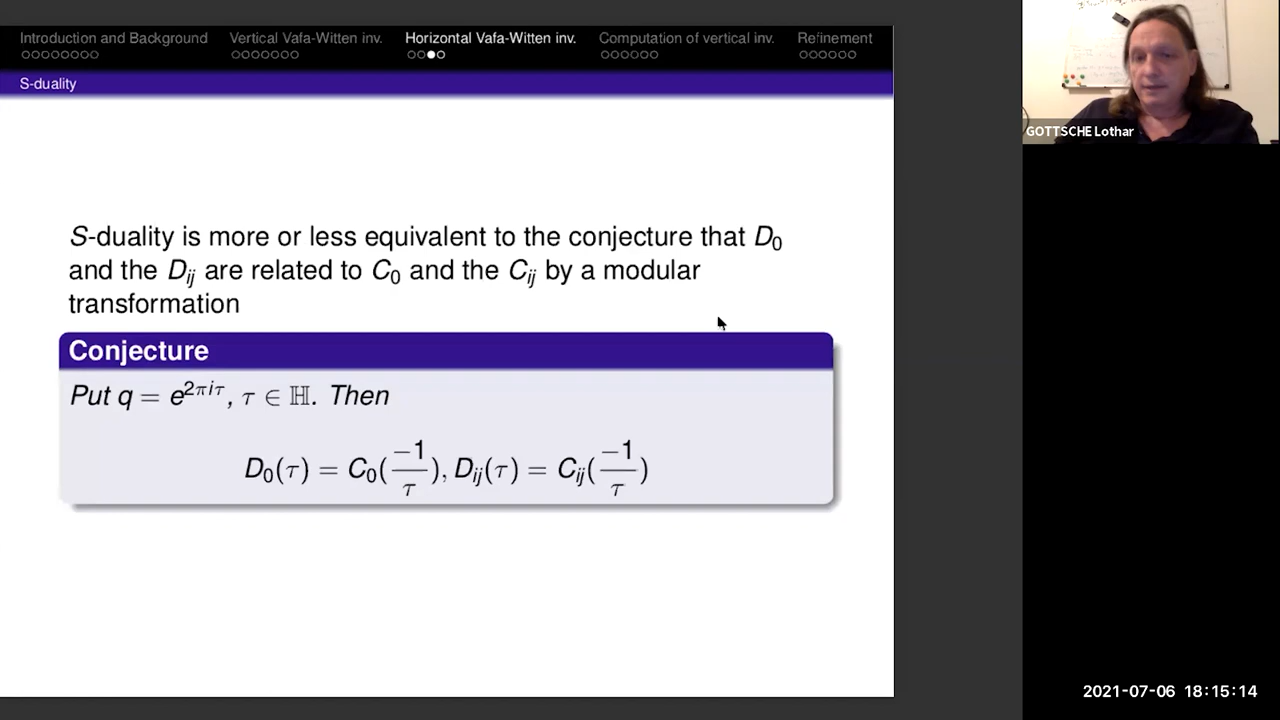 Introduction and Background Vertical Vafa-Witten inv. Horizontal Vafa-Witten inv. Computation of vertical inv. Refinement
S-duality
S-duality is more or less equivalent to the conjecture that D₀
and the Dᵢⱼ are related to C₀ and the Cᵢⱼ by a modular
transformation
Conjecture
Put q = e^{2πiτ}, τ ∈ ℍ. Then
D₀(τ) = C₀(−1/τ), Dᵢⱼ(τ) = Cᵢⱼ(−1/τ)
GOTTSCHE Lothar
2021-07-06 18:15:14